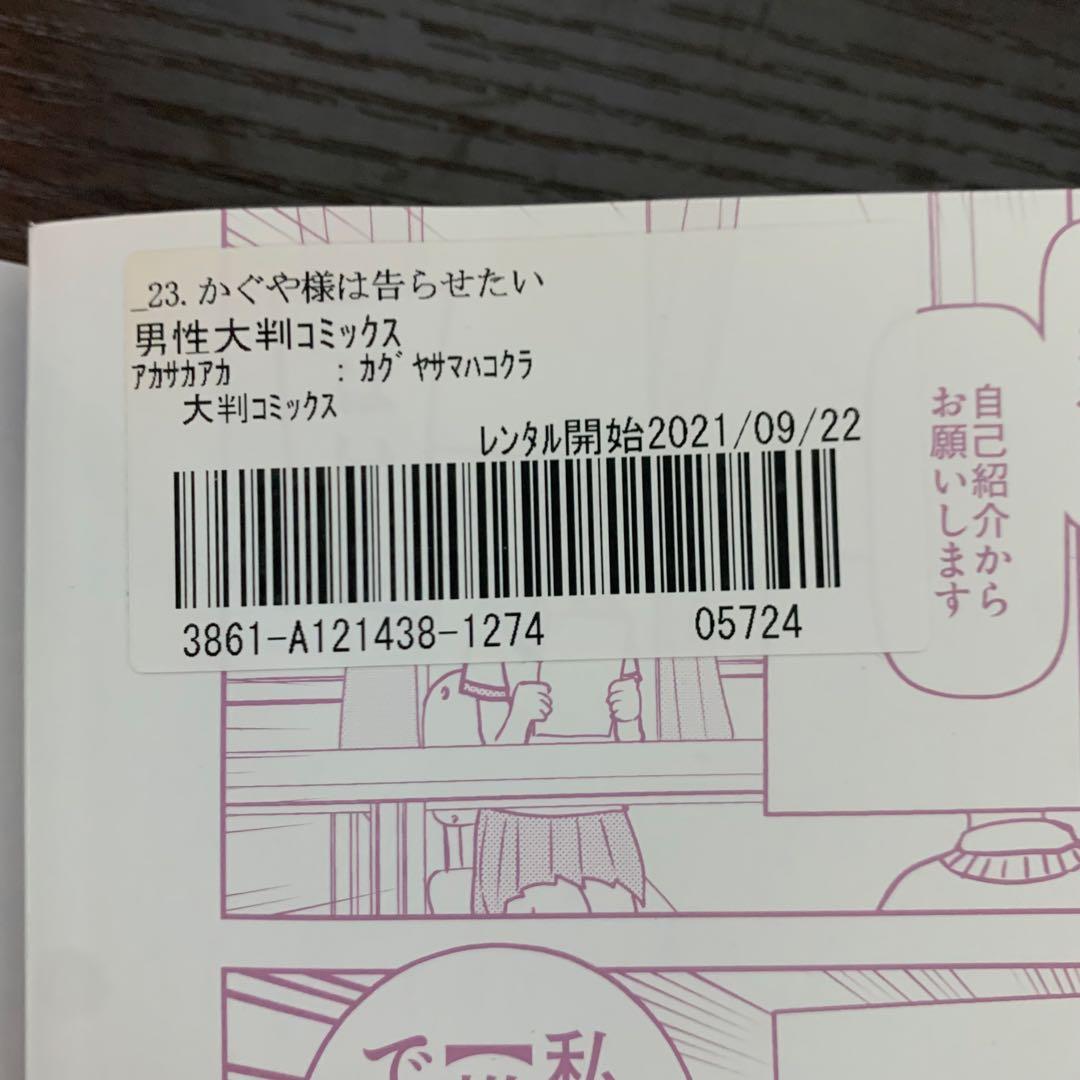 _23.かぐや様は告らせたい
男性大判ｺﾐｯｸｽ
ｱｶｻｶｱｶ : ｶｸﾞﾔｻﾏﾊｺｸﾗ
大判ｺﾐｯｸｽ
ﾚﾝﾀﾙ開始2021/09/22
3861-A121438-1274 05724
自己紹介から
お願いします
私
で